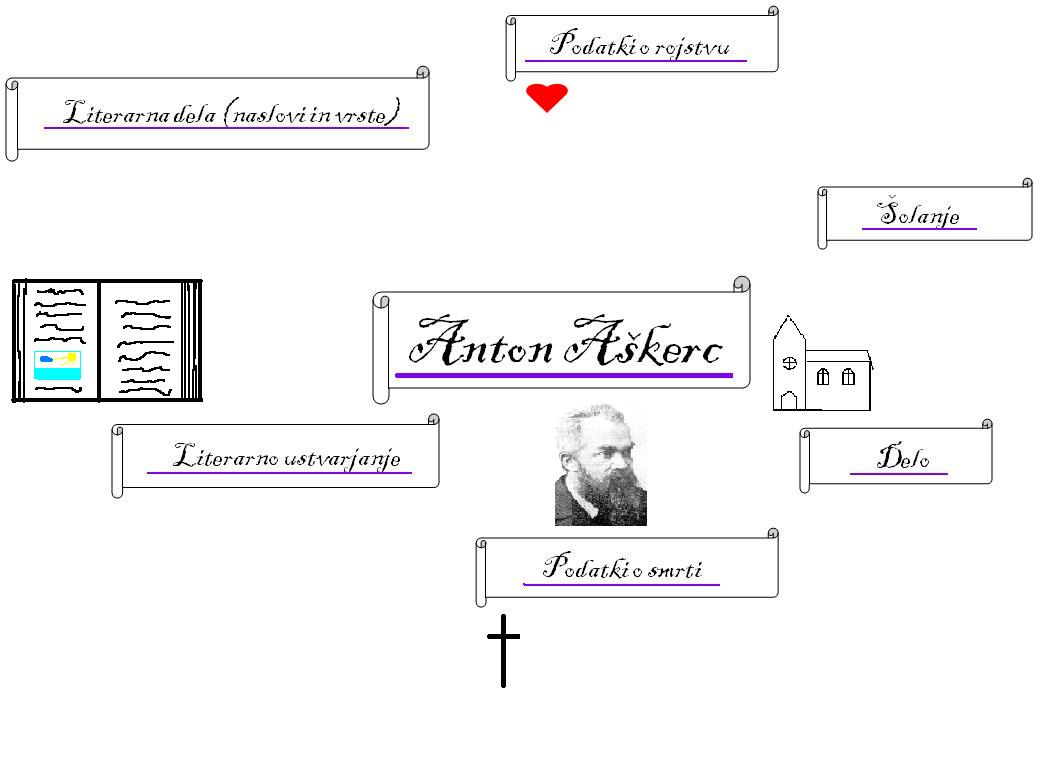 Podatki o rojstvu
Literarna dela (naslovi in vrste)
Šolanje
Anton Aškerc
Literarno ustvarjanje
Delo
Podatki o smrti